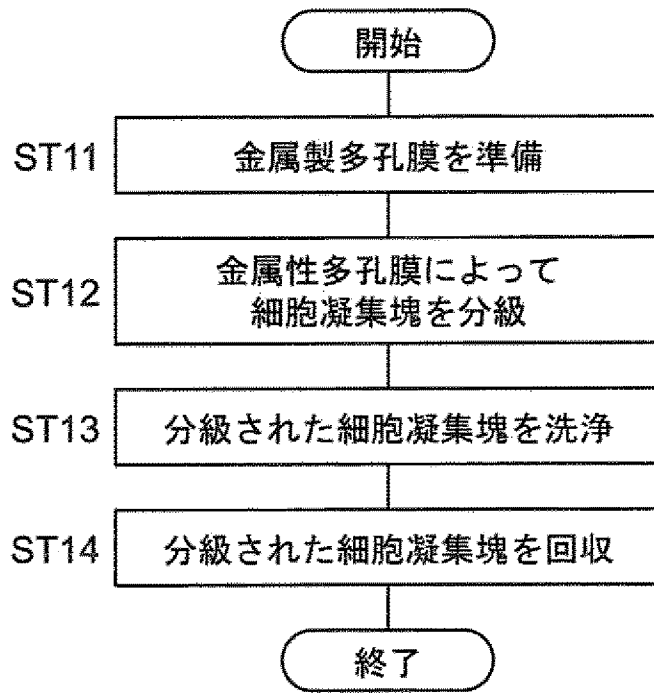 開始
ST11 金属製多孔膜を準備
ST12 金属性多孔膜によって
細胞凝集塊を分級
ST13 分級された細胞凝集塊を洗浄
ST14 分級された細胞凝集塊を回収
終了